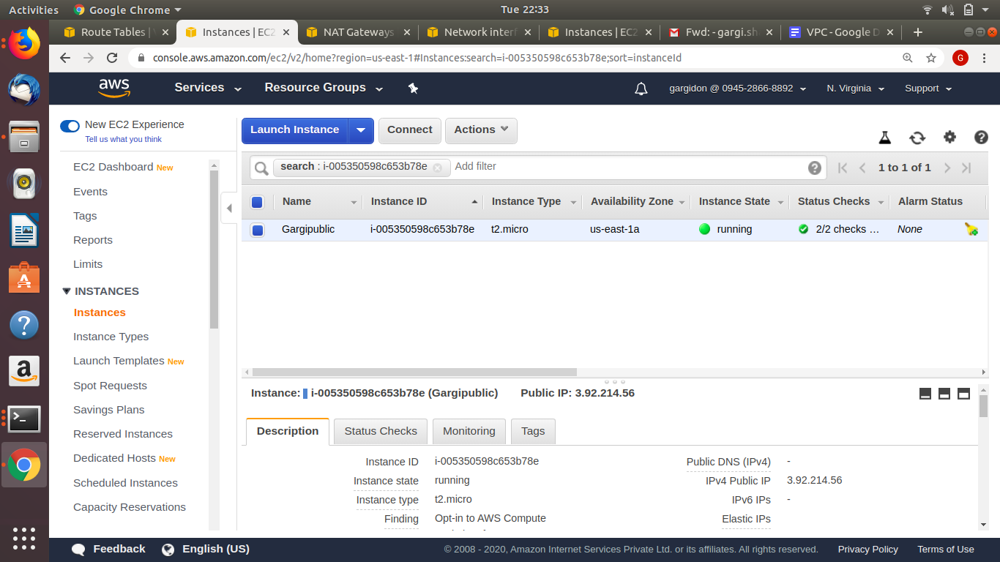 Activities
Google Chrome
Tue 22:33
Route Tables | V
Instances | EC2
NAT Gateways
Network interf
Instances | EC2
Fwd: - gargi.sha
VPC - Google D
console.aws.amazon.com/ec2/v2/home?region=us-east-1#Instances:search=i-005350598c653b78e;sort=instanceId
G
aws
Services
Resource Groups
gargidon @ 0945-2866-8892
N. Virginia
Support
New EC2 Experience
Tell us what you think
EC2 Dashboard New
Events
Tags
Reports
Limits
INSTANCES
Instances
Instance Types
Launch Templates New
Spot Requests
Savings Plans
Reserved Instances
Dedicated Hosts New
Scheduled Instances
Capacity Reservations
Launch Instance
Connect
Actions
search : i-005350598c653b78e
Add filter
1 to 1 of 1
Name Instance ID Instance Type Availability Zone Instance State Status Checks Alarm Status
Gargipublic i-005350598c653b78e t2.micro us-east-1a running 2/2 checks … None
Instance: i-005350598c653b78e (Gargipublic) Public IP: 3.92.214.56
Description Status Checks Monitoring Tags
Instance ID i-005350598c653b78e
Instance state running
Instance type t2.micro
Finding Opt-in to AWS Compute
Public DNS (IPv4) -
IPv4 Public IP 3.92.214.56
IPv6 IPs -
Elastic IPs
Feedback
English (US)
© 2008 - 2020, Amazon Internet Services Private Ltd. or its affiliates. All rights reserved.
Privacy Policy
Terms of Use